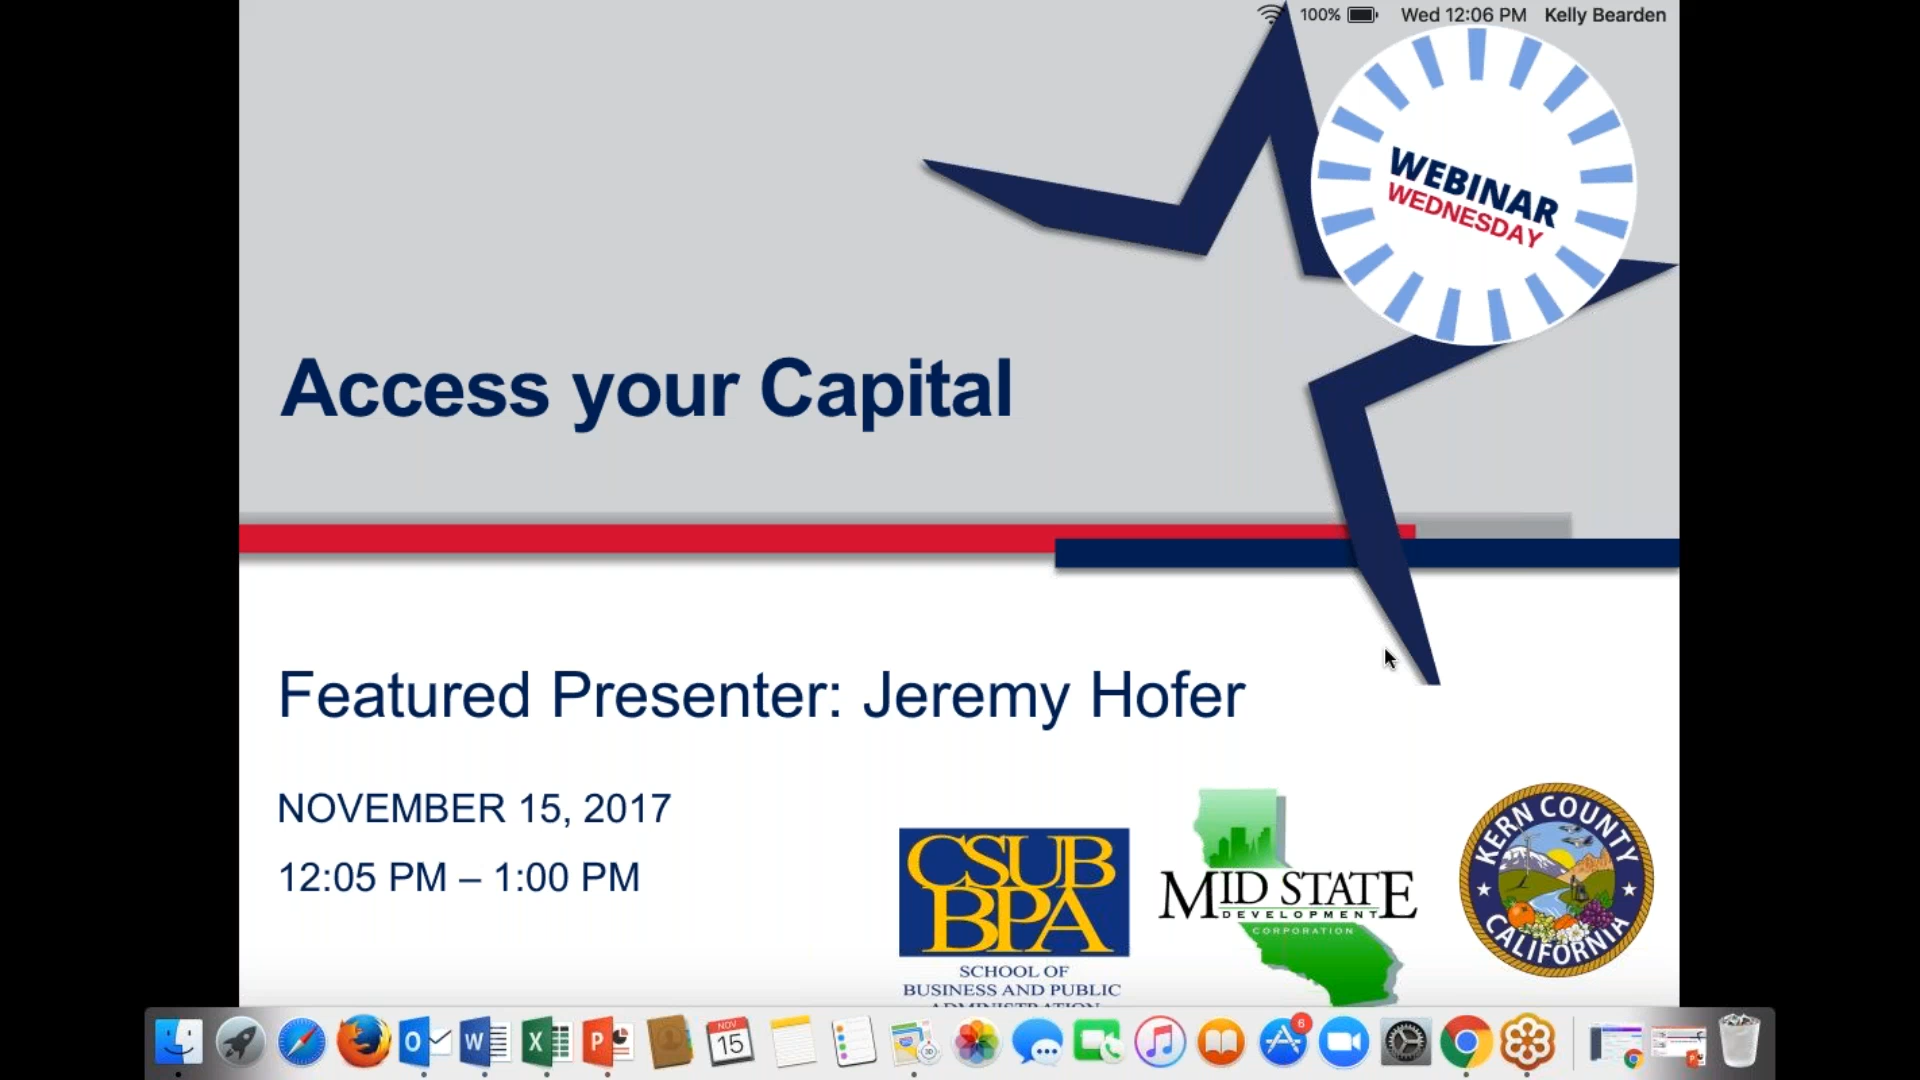 100% Wed 12:06 PM Kelly Bearden
WEBINAR
WEDNESDAY
Access your Capital
Featured Presenter: Jeremy Hofer
NOVEMBER 15, 2017
12:05 PM – 1:00 PM
CSUB
BPA
SCHOOL OF
BUSINESS AND PUBLIC
ADMINISTRATION
MID STATE
DEVELOPMENT
CORPORATION
KERN COUNTY
CALIFORNIA
NOV
15
6